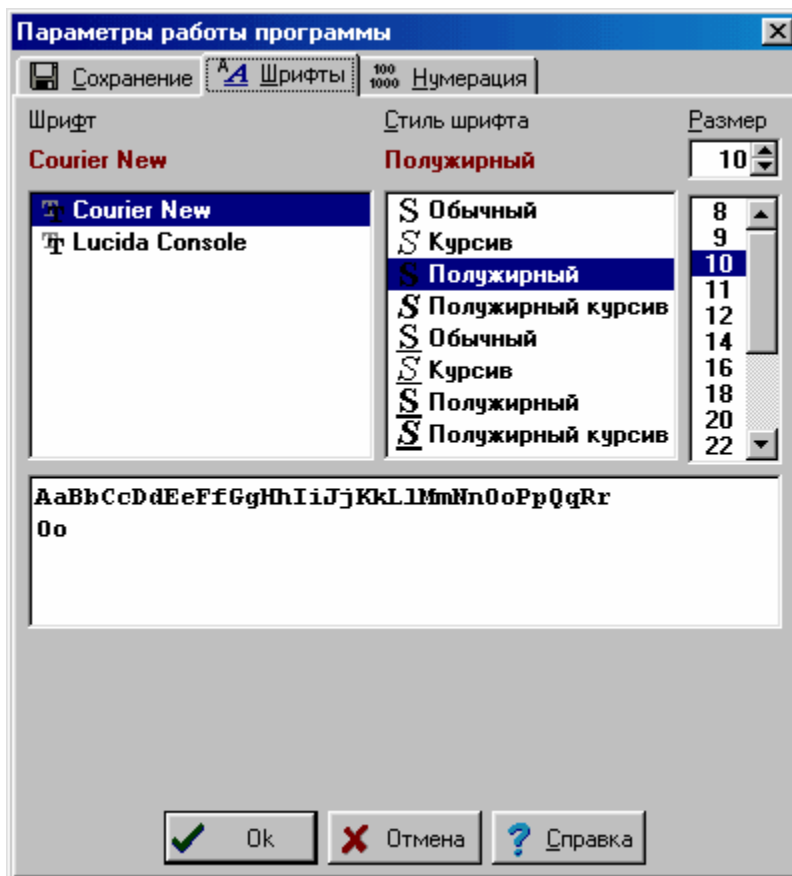 Параметры работы программы
Сохранение Шрифты 100 1000 Нумерация
Шрифт Стиль шрифта Размер
Courier New Полужирный 10
Courier New
Lucida Console
S Обычный
S Курсив
S Полужирный
S Полужирный курсив
S Обычный
S Курсив
S Полужирный
S Полужирный курсив
8
9
10
11
12
14
16
18
20
22
AaBbCcDdEeFfGgHhIiJjKkLlMmNnOoPpQqRr
Oo
Ok Отмена ? Справка